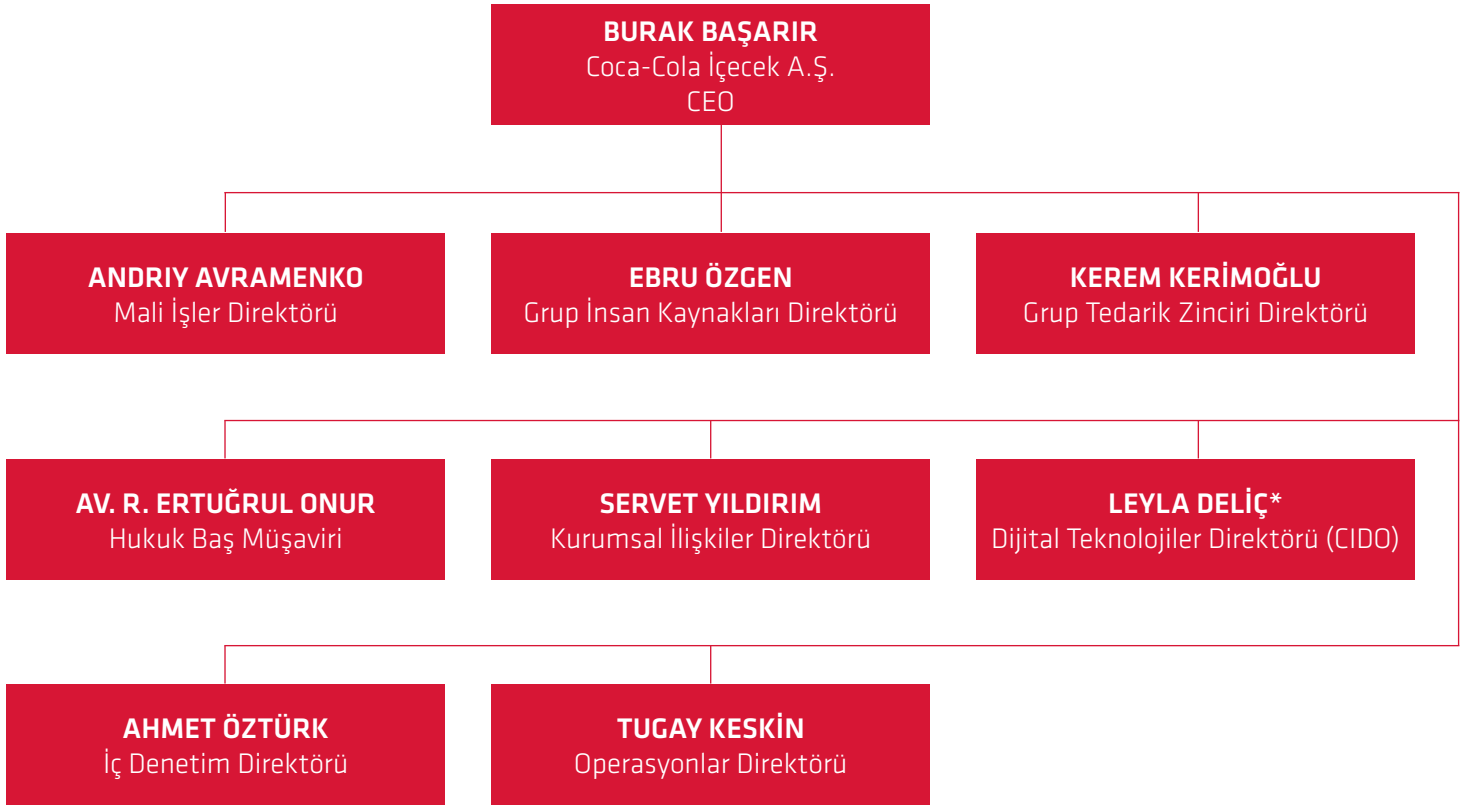 BURAK BAŞARIR
Coca-Cola İçecek A.Ş.
CEO
ANDRIY AVRAMENKO
Mali İşler Direktörü
EBRU ÖZGEN
Grup İnsan Kaynakları Direktörü
KEREM KERİMOĞLU
Grup Tedarik Zinciri Direktörü
AV. R. ERTUĞRUL ONUR
Hukuk Baş Müşaviri
SERVET YILDIRIM
Kurumsal İlişkiler Direktörü
LEYLA DELİÇ*
Dijital Teknolojiler Direktörü (CIDO)
AHMET ÖZTÜRK
İç Denetim Direktörü
TUGAY KESKİN
Operasyonlar Direktörü